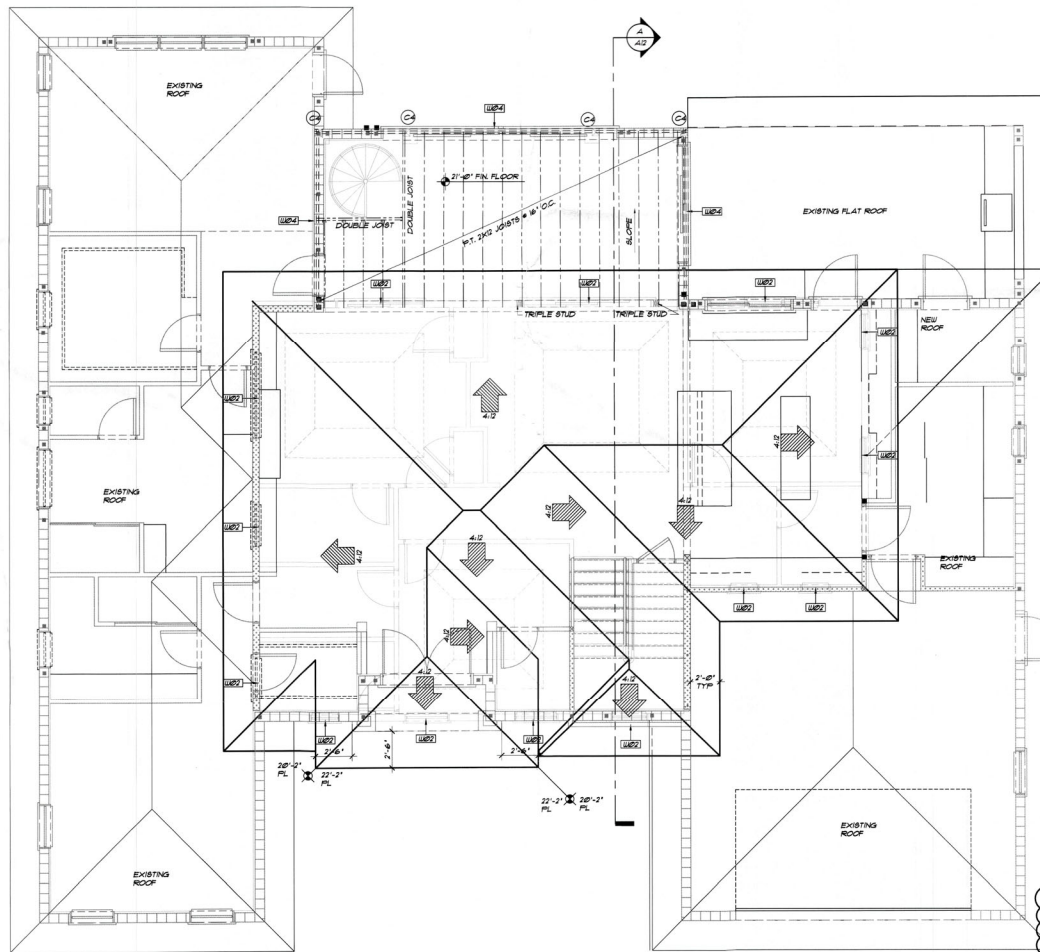 A
A12
EXISTING
ROOF
C4
C4
C4
C4
W04
21'-0" FIN. FLOOR
DOUBLE JOIST
DOUBLE JOIST
P.T. 2X12 JOISTS @ 16" O.C.
SLOPE
W04
W04
EXISTING FLAT ROOF
W02
W02
W02
TRIPLE STUD
TRIPLE STUD
NEW
ROOF
W02
W02
4:12
4:12
W02
EXISTING
ROOF
W02
4:12
4:12
4:12
4:12
EXISTING
ROOF
W02
W02
4:12
W02
4:12
4:12
2'-0"
TYP
W02
W02
W02
W02
2'-6"
2'-6"
2'-6"
20'-2"
PL
22'-2"
PL
22'-2"
PL
20'-2"
PL
EXISTING
ROOF
EXISTING
ROOF